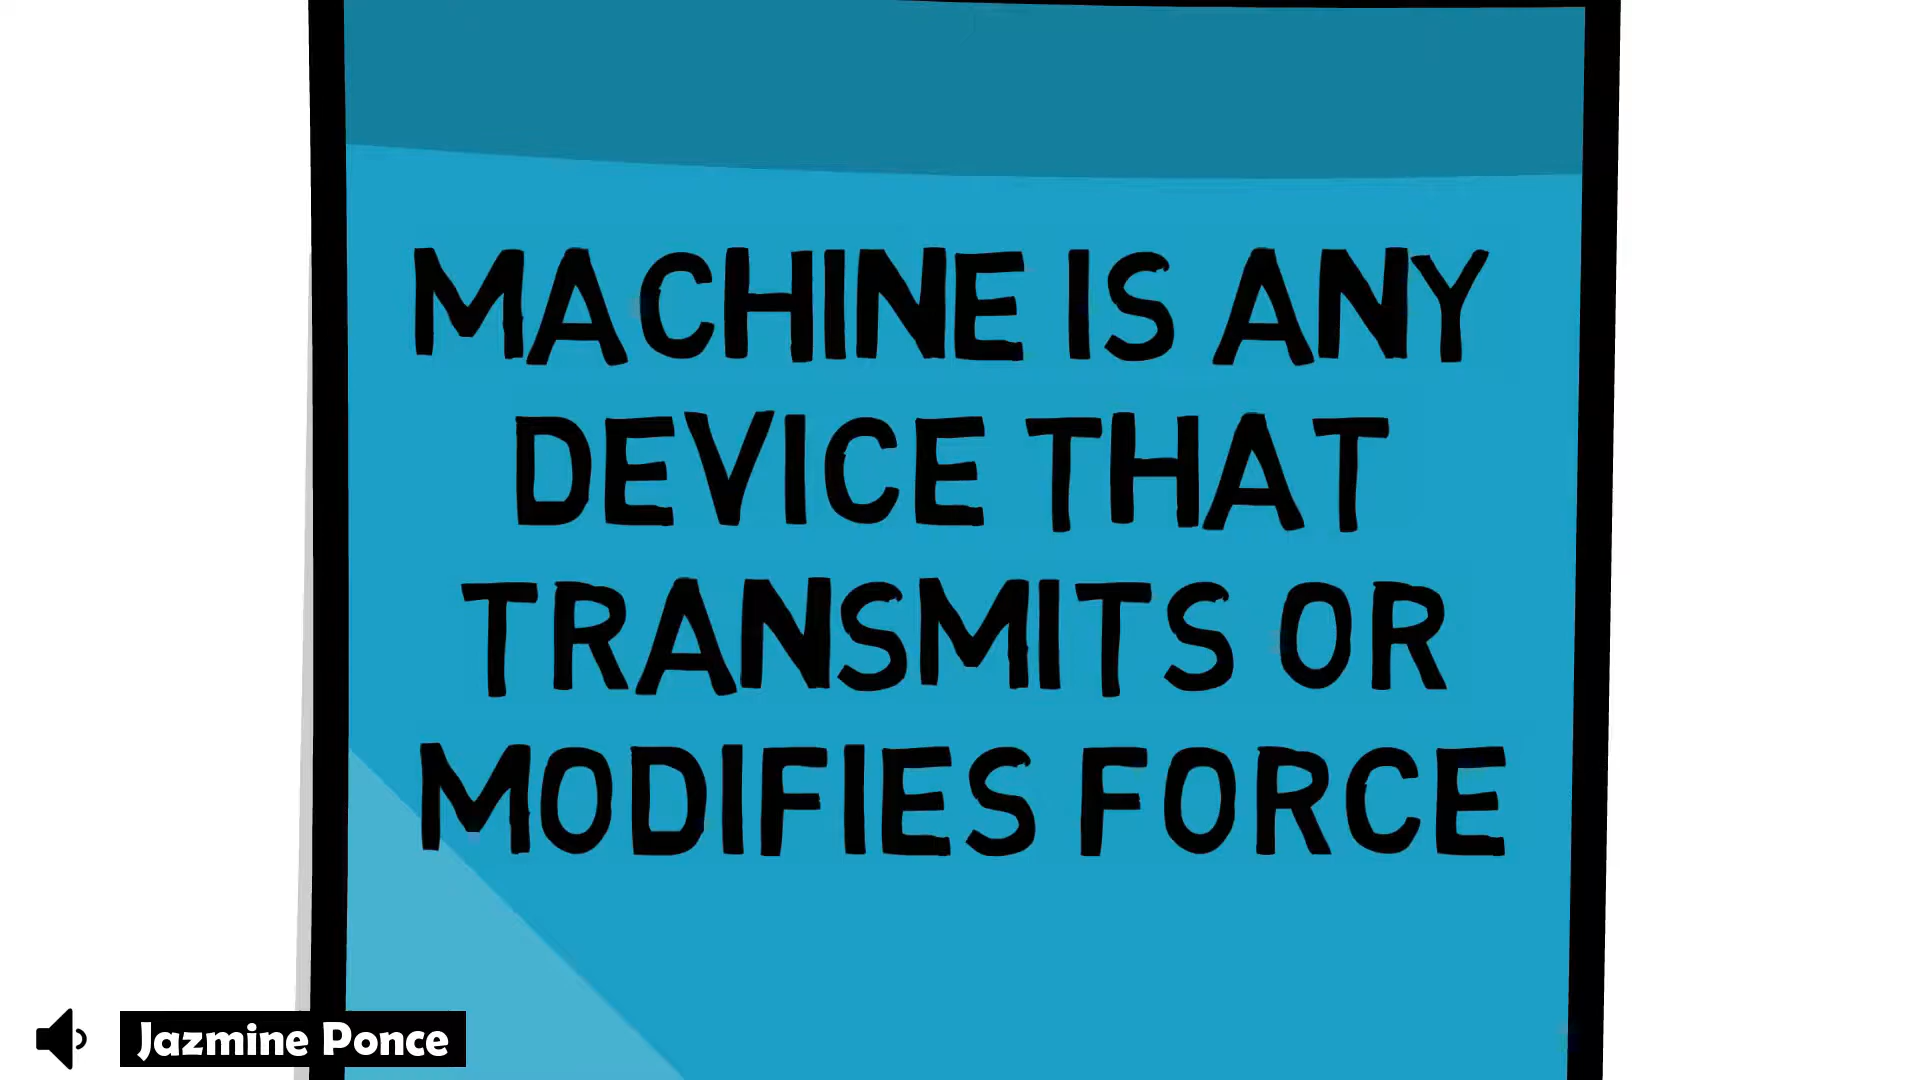 MACHINE IS ANY
DEVICE THAT
TRANSMITS OR
MODIFIES FORCE
Jazmine Ponce